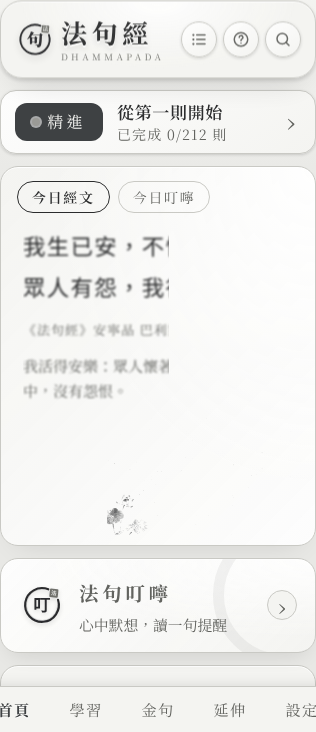 句
法句經
DHAMMAPADA
精進
從第一則開始
已完成 0/212 則
今日經文
今日叮嚀
我生已安，不
眾人有怨，我
《法句經》安寧品 巴利
我活得安樂：眾人懷著
中，沒有怨恨。
叮
法句叮嚀
心中默想，讀一句提醒
首頁
學習
金句
延伸
設定